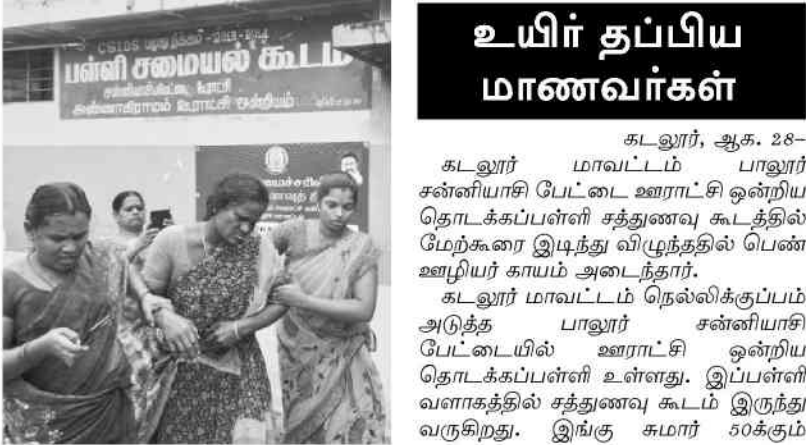 பள்ளி சமையல் கூடம்
உயிர் தப்பிய
மாணவர்கள்
கடலூர், ஆக. 28–
கடலூர் மாவட்டம் பாலூர்
சன்னியாசி பேட்டை ஊராட்சி ஒன்றிய
தொடக்கப்பள்ளி சத்துணவு கூடத்தில்
மேற்கூரை இடிந்து விழுந்ததில் பெண்
ஊழியர் காயம் அடைந்தார்.
கடலூர் மாவட்டம் நெல்லிக்குப்பம்
அடுத்த பாலூர் சன்னியாசி
பேட்டையில் ஊராட்சி ஒன்றிய
தொடக்கப்பள்ளி உள்ளது. இப்பள்ளி
வளாகத்தில் சத்துணவு கூடம் இருந்து
வருகிறது. இங்கு சுமார் 50க்கும்